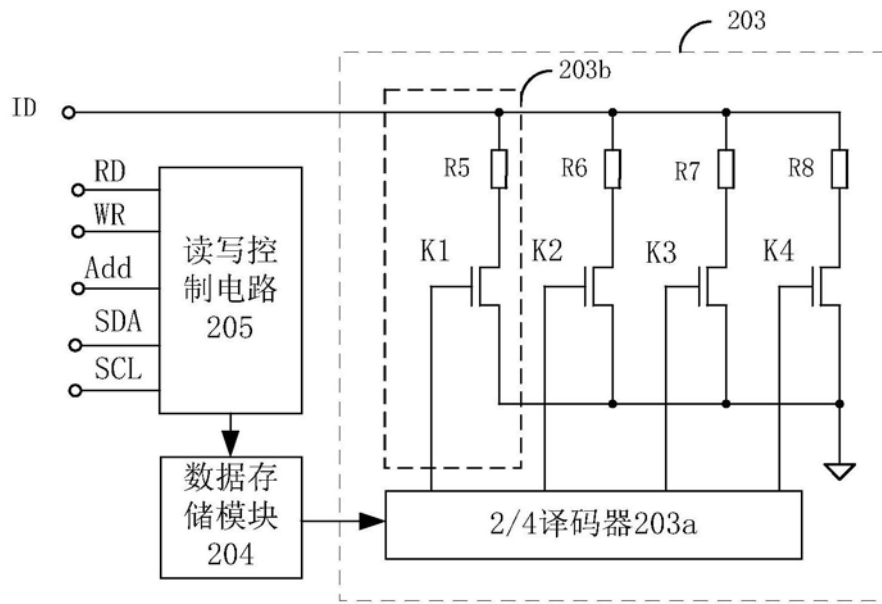 203
203b
ID
RD
WR
Add
SDA
SCL
读写控
制电路
205
R5
R6
R7
R8
K1
K2
K3
K4
数据存
储模块
204
2/4译码器203a